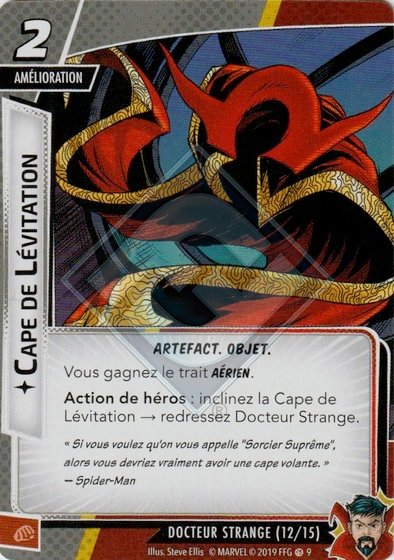 2
AMÉLIORATION
CAPE DE LÉVITATION
ARTEFACT. OBJET.
Vous gagnez le trait AÉRIEN.
Action de héros : inclinez la Cape de
Lévitation → redressez Docteur Strange.
« Si vous voulez qu'on vous appelle "Sorcier Suprême",
alors vous devriez vraiment avoir une cape volante. »
— Spider-Man
DOCTEUR STRANGE (12/15)
Illus. Steve Ellis © MARVEL © 2019 FFG 9